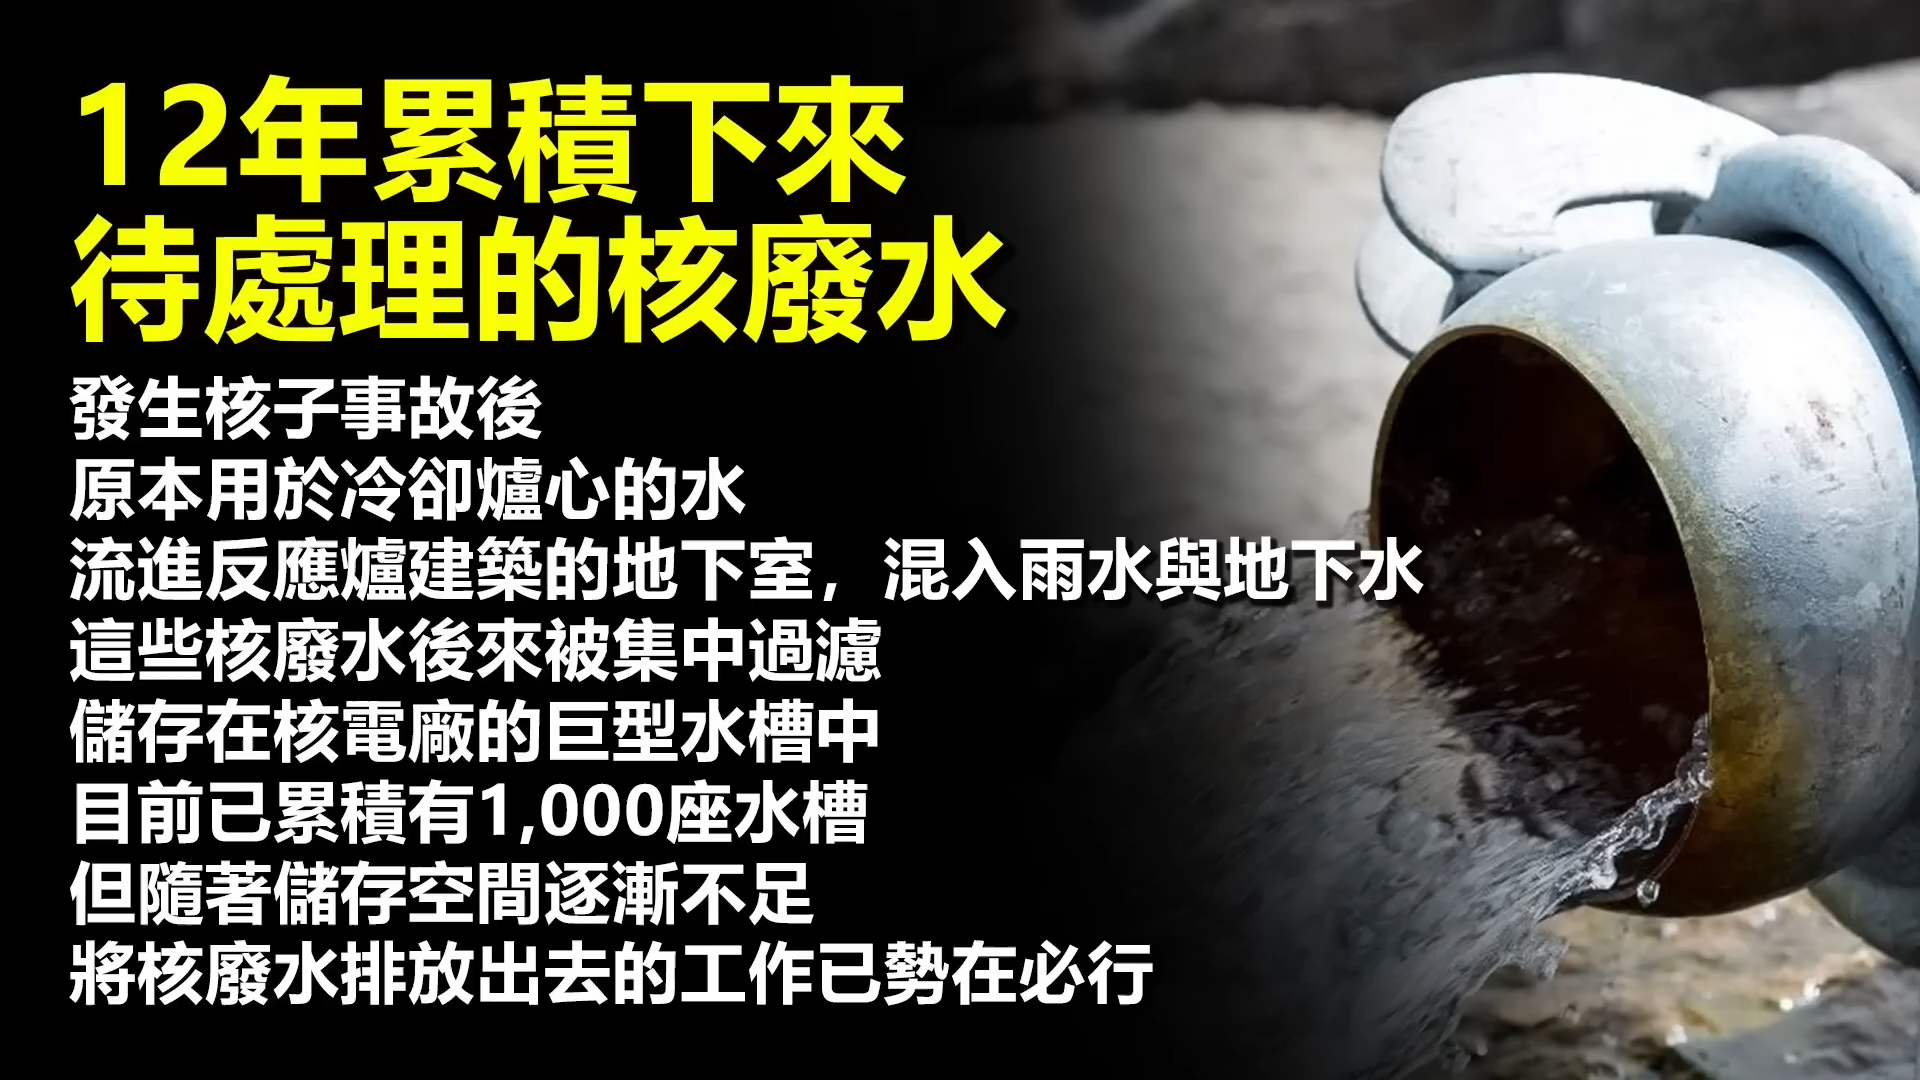 12年累積下來
待處理的核廢水
發生核子事故後
原本用於冷卻爐心的水
流進反應爐建築的地下室，混入雨水與地下水
這些核廢水後來被集中過濾
儲存在核電廠的巨型水槽中
目前已累積有1,000座水槽
但隨著儲存空間逐漸不足
將核廢水排放出去的工作已勢在必行